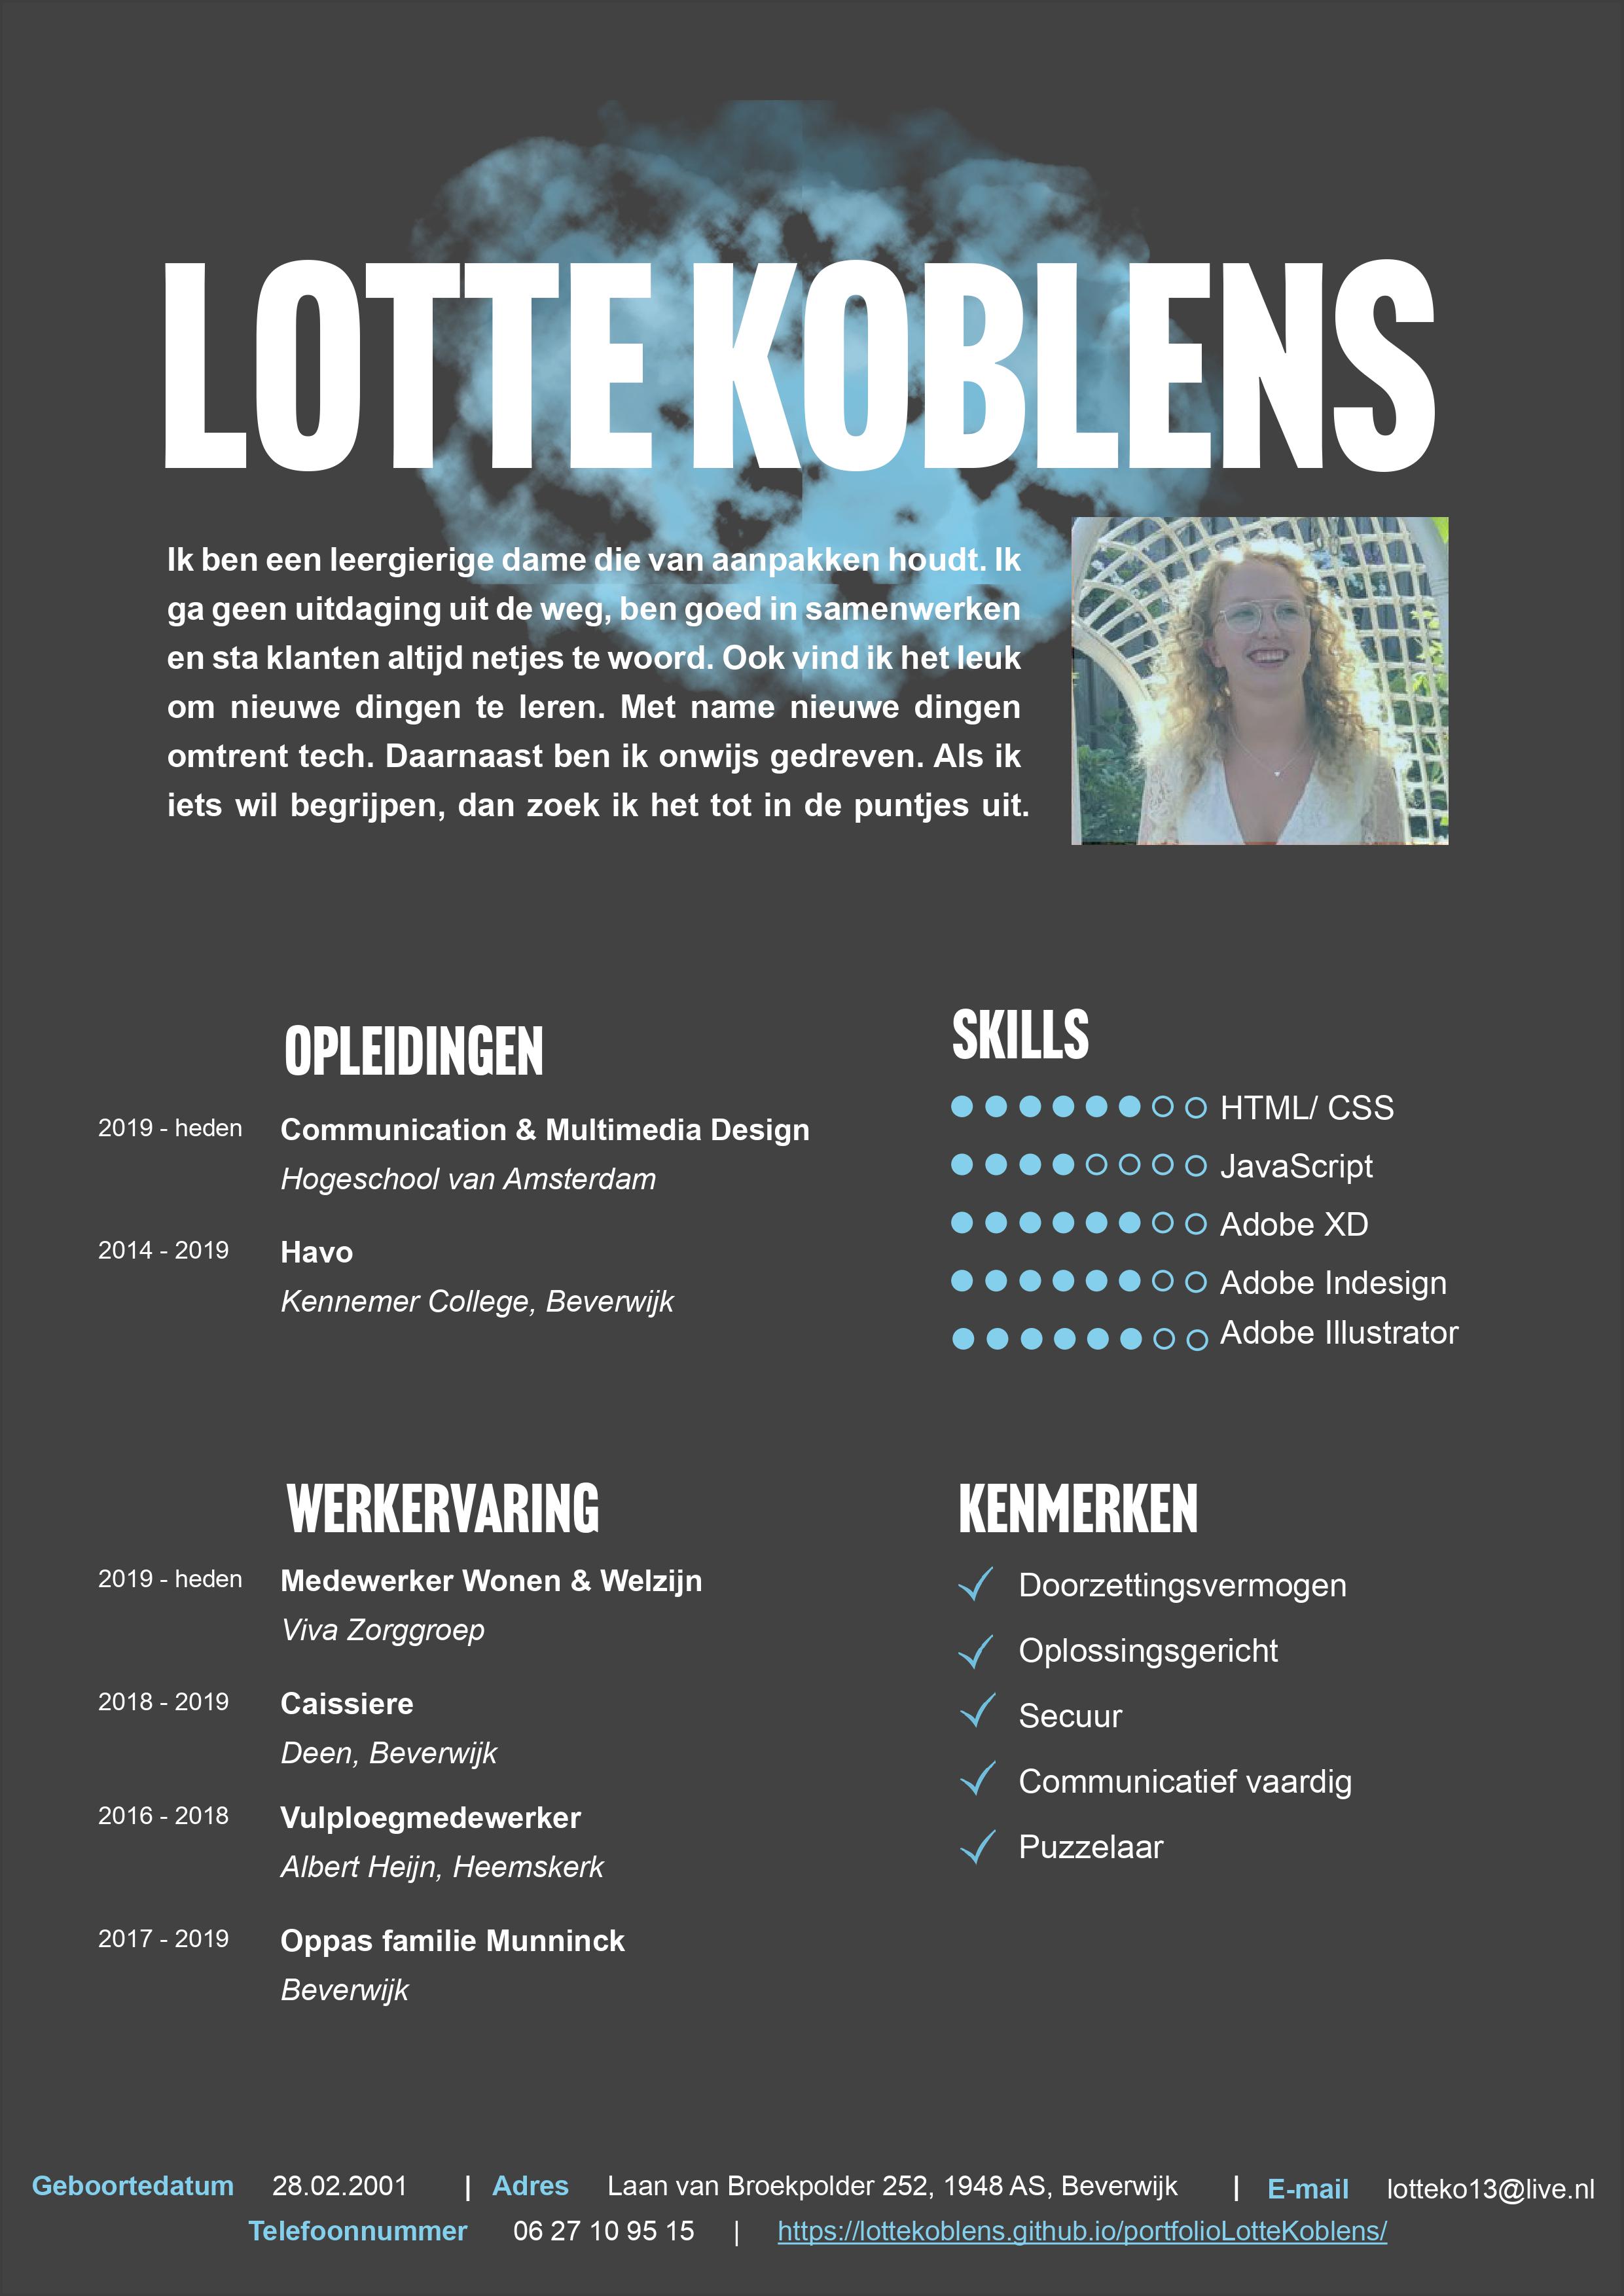 LOTTE KOBLENS
Ik ben een leergierige dame die van aanpakken houdt. Ik
ga geen uitdaging uit de weg, ben goed in samenwerken
en sta klanten altijd netjes te woord. Ook vind ik het leuk
om nieuwe dingen te leren. Met name nieuwe dingen
omtrent tech. Daarnaast ben ik onwijs gedreven. Als ik
iets wil begrijpen, dan zoek ik het tot in de puntjes uit.
OPLEIDINGEN
2019 - heden Communication & Multimedia Design
Hogeschool van Amsterdam
2014 - 2019 Havo
Kennemer College, Beverwijk
SKILLS
HTML/ CSS
JavaScript
Adobe XD
Adobe Indesign
Adobe Illustrator
WERKERVARING
2019 - heden Medewerker Wonen & Welzijn
Viva Zorggroep
2018 - 2019 Caissiere
Deen, Beverwijk
2016 - 2018 Vulploegmedewerker
Albert Heijn, Heemskerk
2017 - 2019 Oppas familie Munninck
Beverwijk
KENMERKEN
Doorzettingsvermogen
Oplossingsgericht
Secuur
Communicatief vaardig
Puzzelaar
Geboortedatum 28.02.2001 | Adres Laan van Broekpolder 252, 1948 AS, Beverwijk | E-mail lotteko13@live.nl
Telefoonnummer 06 27 10 95 15 | https://lottekoblens.github.io/portfolioLotteKoblens/